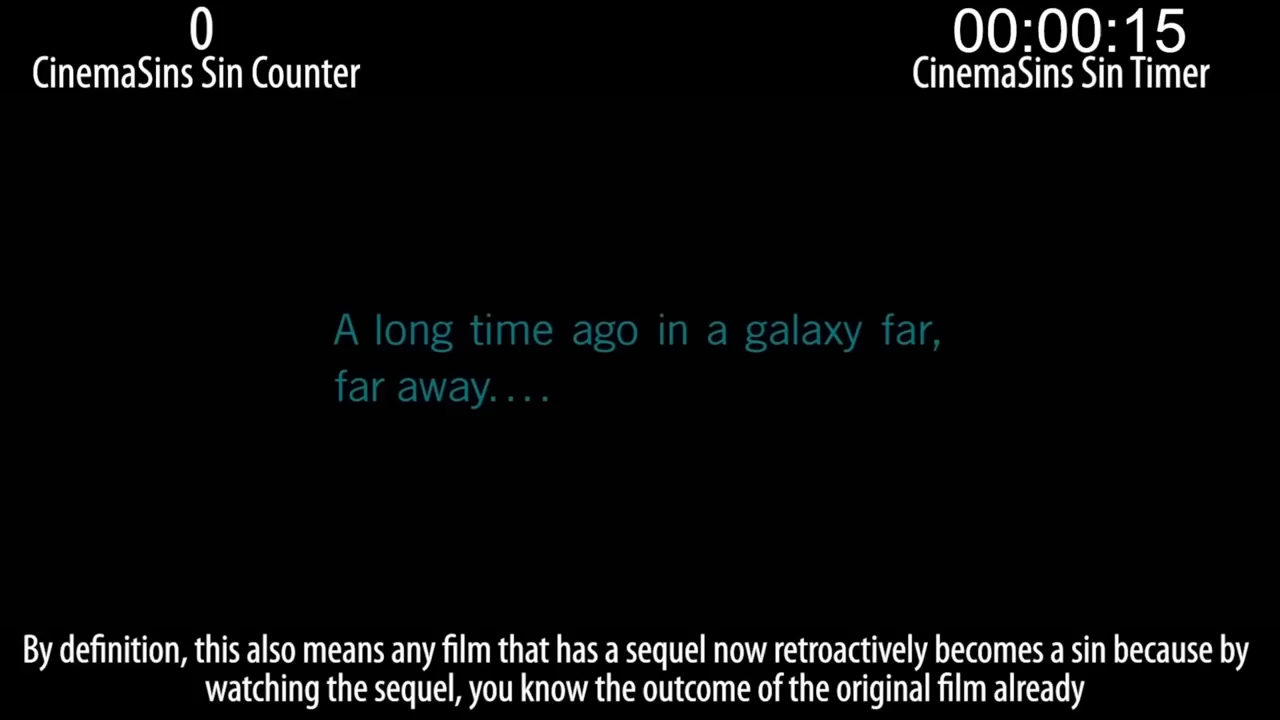 0
CinemaSins Sin Counter
00:00:15
CinemaSins Sin Timer
A long time ago in a galaxy far,
far away....
By definition, this also means any film that has a sequel now retroactively becomes a sin because by
watching the sequel, you know the outcome of the original film already